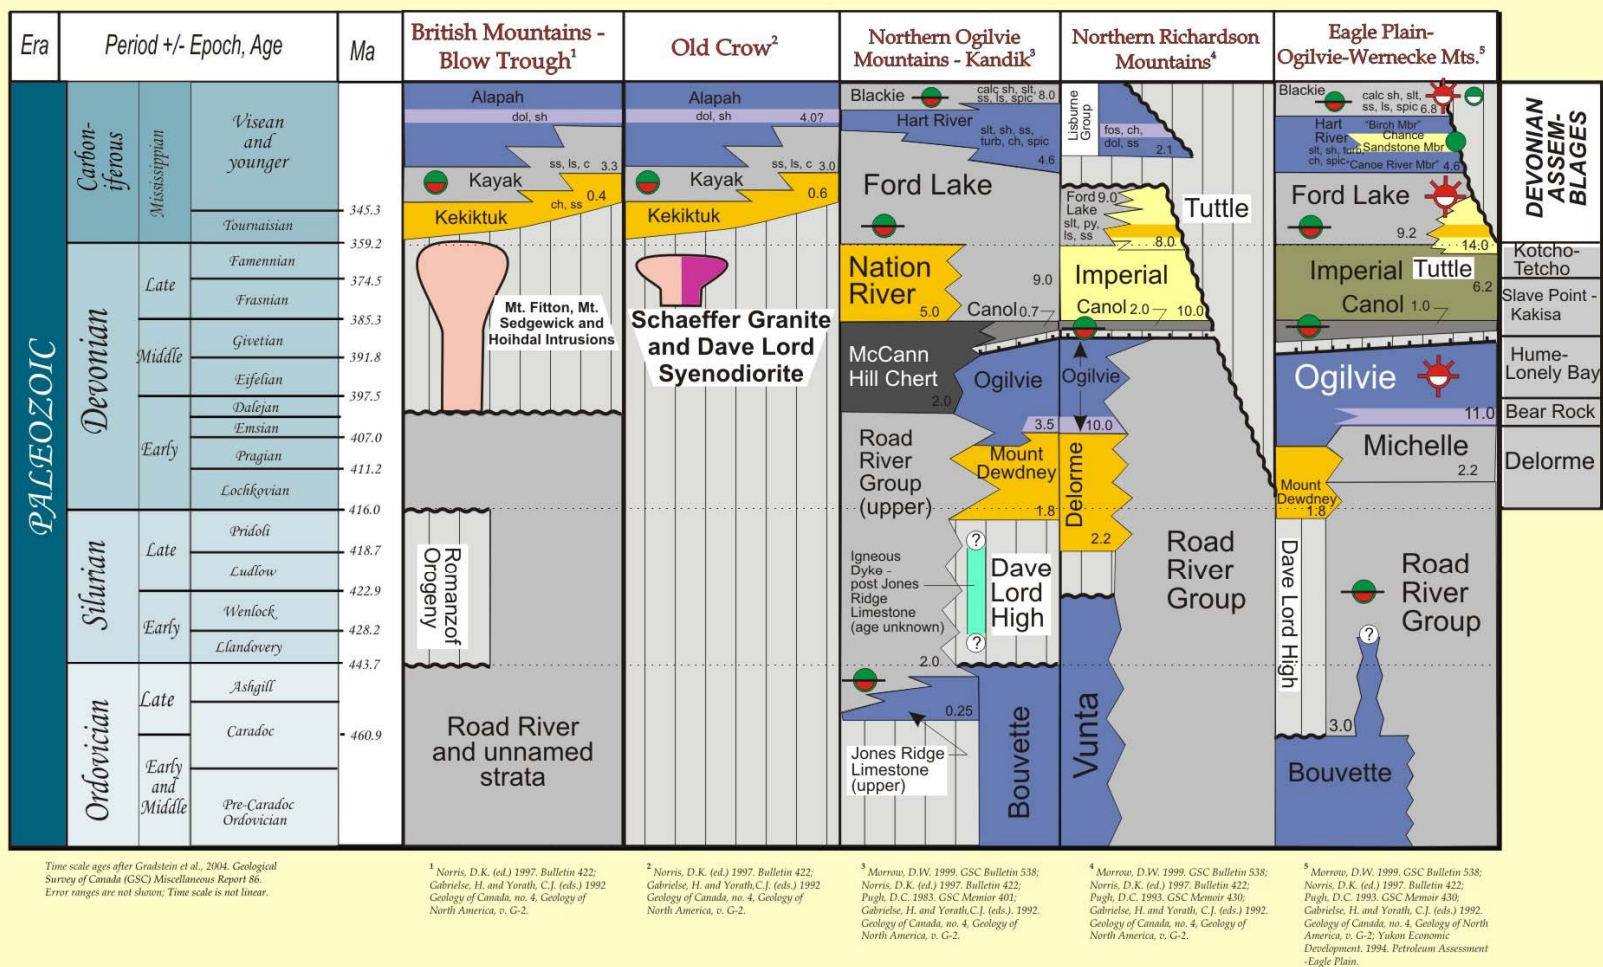 Era
Period +/- Epoch, Age
Ma
British Mountains -
Blow Trough1
Old Crow2
Northern Ogilvie
Mountains - Kandik3
Northern Richardson
Mountains4
Eagle Plain-
Ogilvie-Wernecke Mts.5
PALEOZOIC
Carbon-
iferous
Mississippian
Visean
and
younger
Tournaisian
345.3
359.2
Devonian
Late
Famennian
374.5
Frasnian
385.3
Middle
Givetian
391.8
Eifelian
397.5
Early
Dalejan
Emsian
407.0
Pragian
411.2
Lochkovian
416.0
Silurian
Late
Pridoli
418.7
Ludlow
422.9
Early
Wenlock
428.2
Llandovery
443.7
Ordovician
Late
Ashgill
Caradoc
460.9
Early
and
Middle
Pre-Caradoc
Ordovician
Alapah
dol, sh
ss, ls, c 3.3
Kayak
0.4
ch, ss
Kekiktuk
Mt. Fitton, Mt.
Sedgewick and
Hoihdal Intrusions
Romanzof
Orogeny
Road River
and unnamed
strata
Alapah
dol, sh 4.0?
ss, ls, c 3.0
Kayak
0.6
Kekiktuk
Schaeffer Granite
and Dave Lord
Syenodiorite
Blackie
calc sh, slt,
ss, ls, spic 8.0
Hart River
slt, sh, ss,
turb, ch, spic
4.6
Ford Lake
Nation
River
5.0
9.0
Canol 0.7
McCann
Hill Chert
2.0
Ogilvie
3.5
Road
River
Group
(upper)
Mount
Dewdney
1.8
Igneous
Dyke -
post Jones
Ridge
Limestone
(age unknown)
?
?
Dave
Lord
High
2.0
0.25
Jones Ridge
Limestone
(upper)
Bouvette
Lisburne
Group
fos, ch,
dol, ss
2.1
Ford 9.0
Lake
slt, py,
ls, ss
8.0
Tuttle
Imperial
Canol 2.0
10.0
Ogilvie
10.0
Delorme
2.2
Road
River
Group
Vunta
Blackie
calc sh, slt,
ss, ls, spic
6.8
Hart
River
slt, sh, turb,
ch, spic
"Birch Mbr"
Chance
Sandstone Mbr
"Canoe River Mbr" 4.6
Ford Lake
9.2
14.0
Imperial
Tuttle
6.2
Canol 1.0
Ogilvie
11.0
Michelle
2.2
Mount
Dewdney
1.8
Dave Lord High
Road
River
Group
?
3.0
Bouvette
DEVONIAN
ASSEM-
BLAGES
Kotcho-
Tetcho
Slave Point -
Kakisa
Hume-
Lonely Bay
Bear Rock
Delorme
Time scale ages after Gradstein et al., 2004. Geological
Survey of Canada (GSC) Miscellaneous Report 86.
Error ranges are not shown; Time scale is not linear.
1 Norris, D.K. (ed.) 1997. Bulletin 422;
Gabrielse, H. and Yorath, C.J. (eds.) 1992
Geology of Canada, no. 4, Geology of
North America, v. G-2.
2 Norris, D.K. (ed.) 1997. Bulletin 422;
Gabrielse, H. and Yorath,C.J. (eds.) 1992
Geology of Canada, no. 4, Geology of
North America, v. G-2.
3 Morrow, D.W. 1999. GSC Bulletin 538;
Norris, D.K. (ed.) 1997. Bulletin 422;
Pugh, D.C. 1983. GSC Memior 401;
Gabrielse, H. and Yorath,C.J. (eds.). 1992.
Geology of Canada, no. 4, Geology of
North America, v. G-2.
4 Morrow, D.W. 1999. GSC Bulletin 538;
Norris, D.K. (ed.) 1997. Bulletin 422;
Pugh, D.C. 1993. GSC Memoir 430;
Gabrielse, H. and Yorath, C.J. (eds.) 1992.
Geology of Canada, no. 4, Geology of
North America, v. G-2.
5 Morrow, D.W. 1999. GSC Bulletin 538;
Norris, D.K. (ed.) 1997. Bulletin 422;
Pugh, D.C. 1993. GSC Memoir 430;
Gabrielse, H. and Yorath, C.J. (eds.) 1992.
Geology of Canada, no. 4, Geology of North
America, v. G-2; Yukon Economic
Development. 1994. Petroleum Assessment
-Eagle Plain.